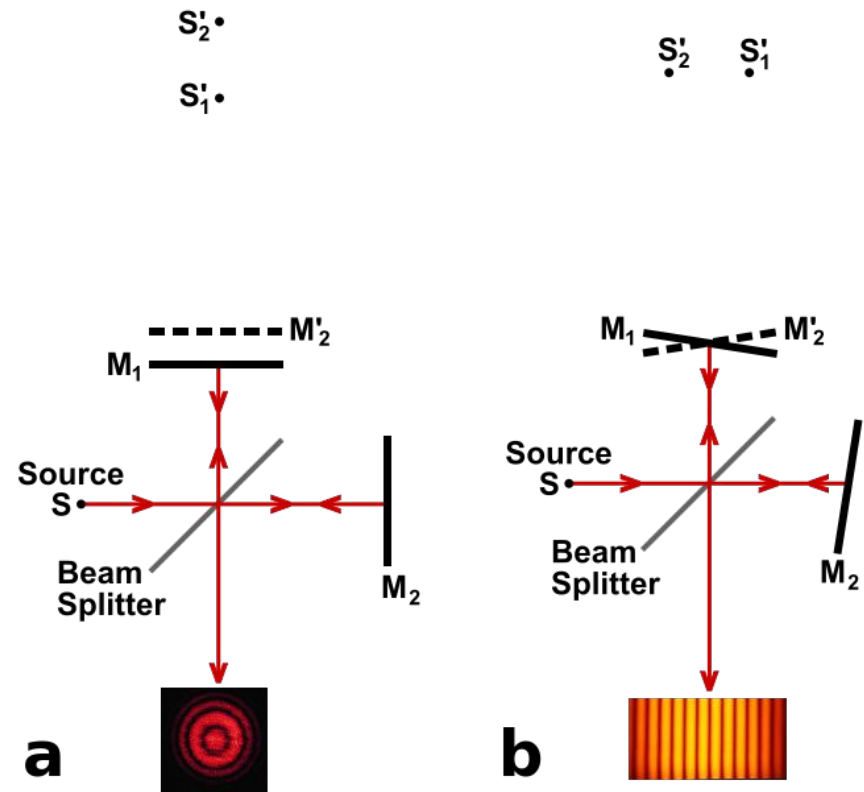 S'₂
S'₁
M'₂
M₁
Source
S
Beam
Splitter
M₂
a
S'₂
S'₁
M₁
M'₂
Source
S
Beam
Splitter
M₂
b